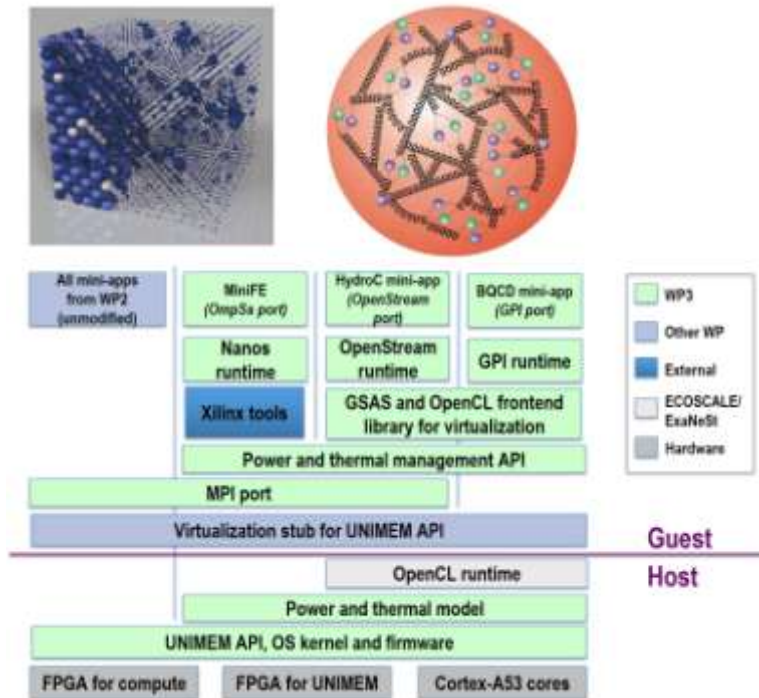 All mini-apps
from WP2
(unmodified)
MiniFE
(OmpSs port)
HydroC mini-app
(OpenStream
port)
BQCD mini-app
(GPI port)
Nanos
runtime
OpenStream
runtime
GPI runtime
Xilinx tools
GSAS and OpenCL frontend
library for virtualization
Power and thermal management API
MPI port
Virtualization stub for UNIMEM API
Guest
Host
OpenCL runtime
Power and thermal model
UNIMEM API, OS kernel and firmware
FPGA for compute
FPGA for UNIMEM
Cortex-A53 cores
WP3
Other WP
External
ECOSCALE/
ExaNeSt
Hardware